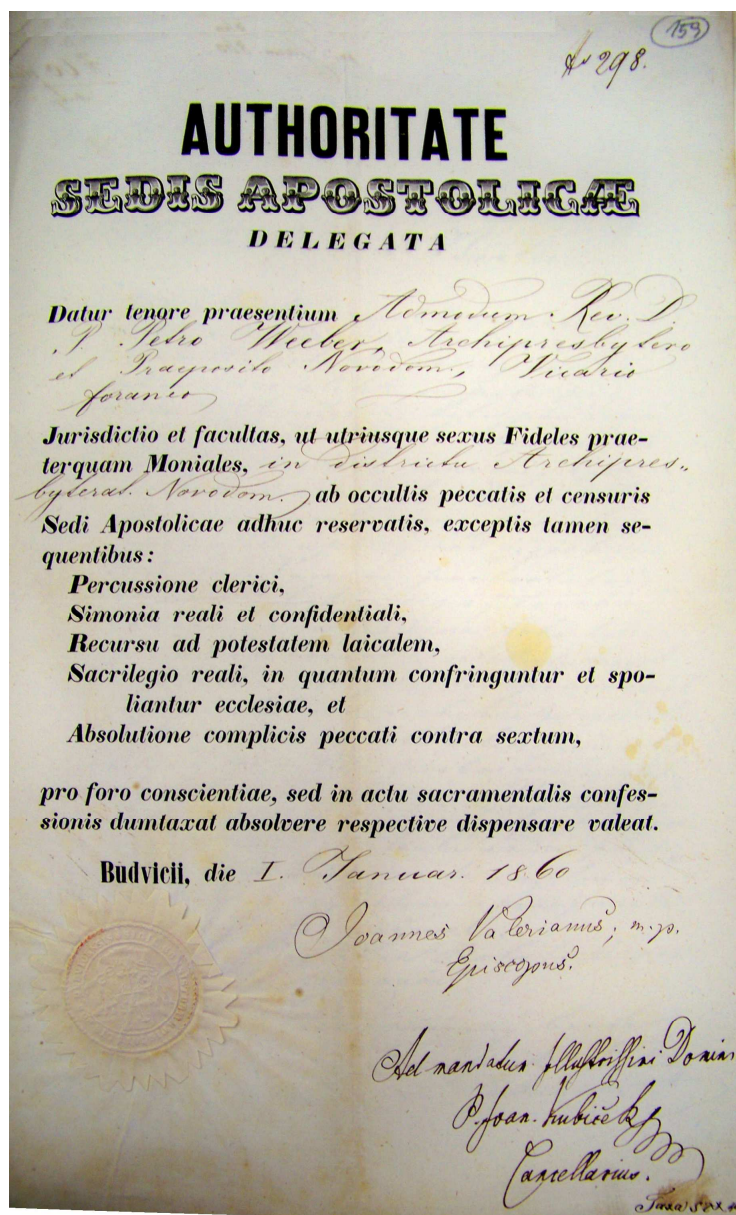 159
No 298.
AUTHORITATE
SEDIS APOSTOLICÆ
DELEGATA
Datur tenore praesentium Admodum Rev. D.
P. Petro Weeber, Archipresbytero
et Praeposito Novodom., Vicario
foraneo
Jurisdictio et facultas, ut utriusque sexus Fideles prae-
terquam Moniales, in districtu Archipres-
byterat. Novodom. ab occultis peccatis et censuris
Sedi Apostolicae adhuc reservatis, exceptis tamen se-
quentibus:
Percussione clerici,
Simonia reali et confidentiali,
Recursu ad potestatem laicalem,
Sacrilegio reali, in quantum confringuntur et spo-
liantur ecclesiae, et
Absolutione complicis peccati contra sextum,
pro foro conscientiae, sed in actu sacramentalis confes-
sionis dumtaxat absolvere respective dispensare valeat.
Budvicii, die I. Januar. 1860
Joannes Valerianus, m.p.
Episcopus.
Ad mandatum Illustrissimi Domini
P. Joan. Kubiček
Cancellarius.
Taxa